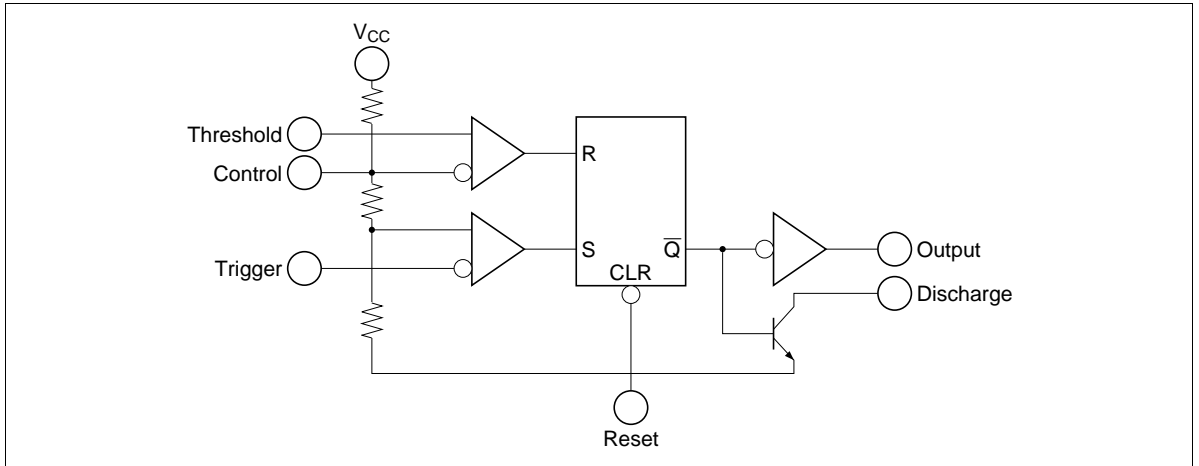 VCC
Threshold
Control
Trigger
R
S
Q̅
CLR
Output
Discharge
Reset